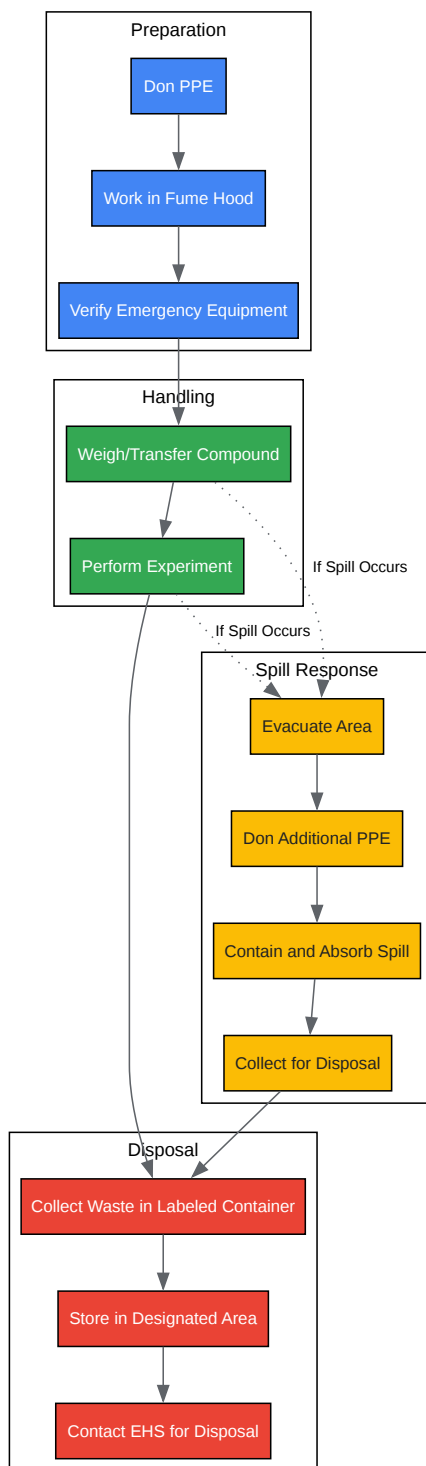 Preparation
Don PPE
Work in Fume Hood
Verify Emergency Equipment
Handling
Weigh/Transfer Compound
Perform Experiment
If Spill Occurs
If Spill Occurs
Spill Response
Evacuate Area
Don Additional PPE
Contain and Absorb Spill
Collect for Disposal
Disposal
Collect Waste in Labeled Container
Store in Designated Area
Contact EHS for Disposal